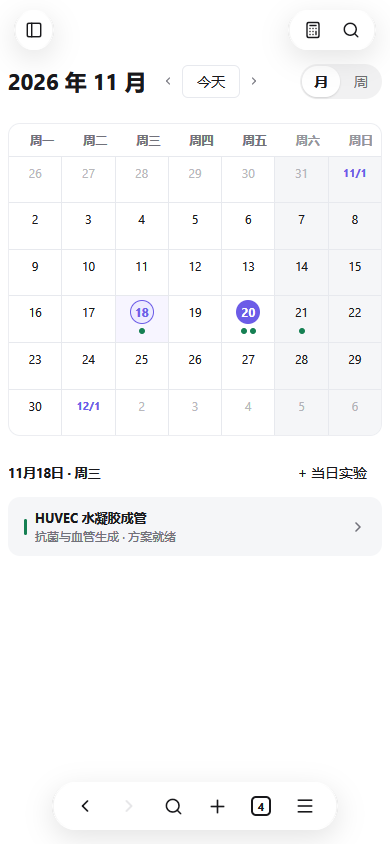 2026 年 11 月 今天 月 周
周一 周二 周三 周四 周五 周六 周日
26 27 28 29 30 31 11/1
2 3 4 5 6 7 8
9 10 11 12 13 14 15
16 17 18 19 20 21 22
23 24 25 26 27 28 29
30 12/1 2 3 4 5 6
11月18日 · 周三 + 当日实验
HUVEC 水凝胶成管
抗菌与血管生成 · 方案就绪
4